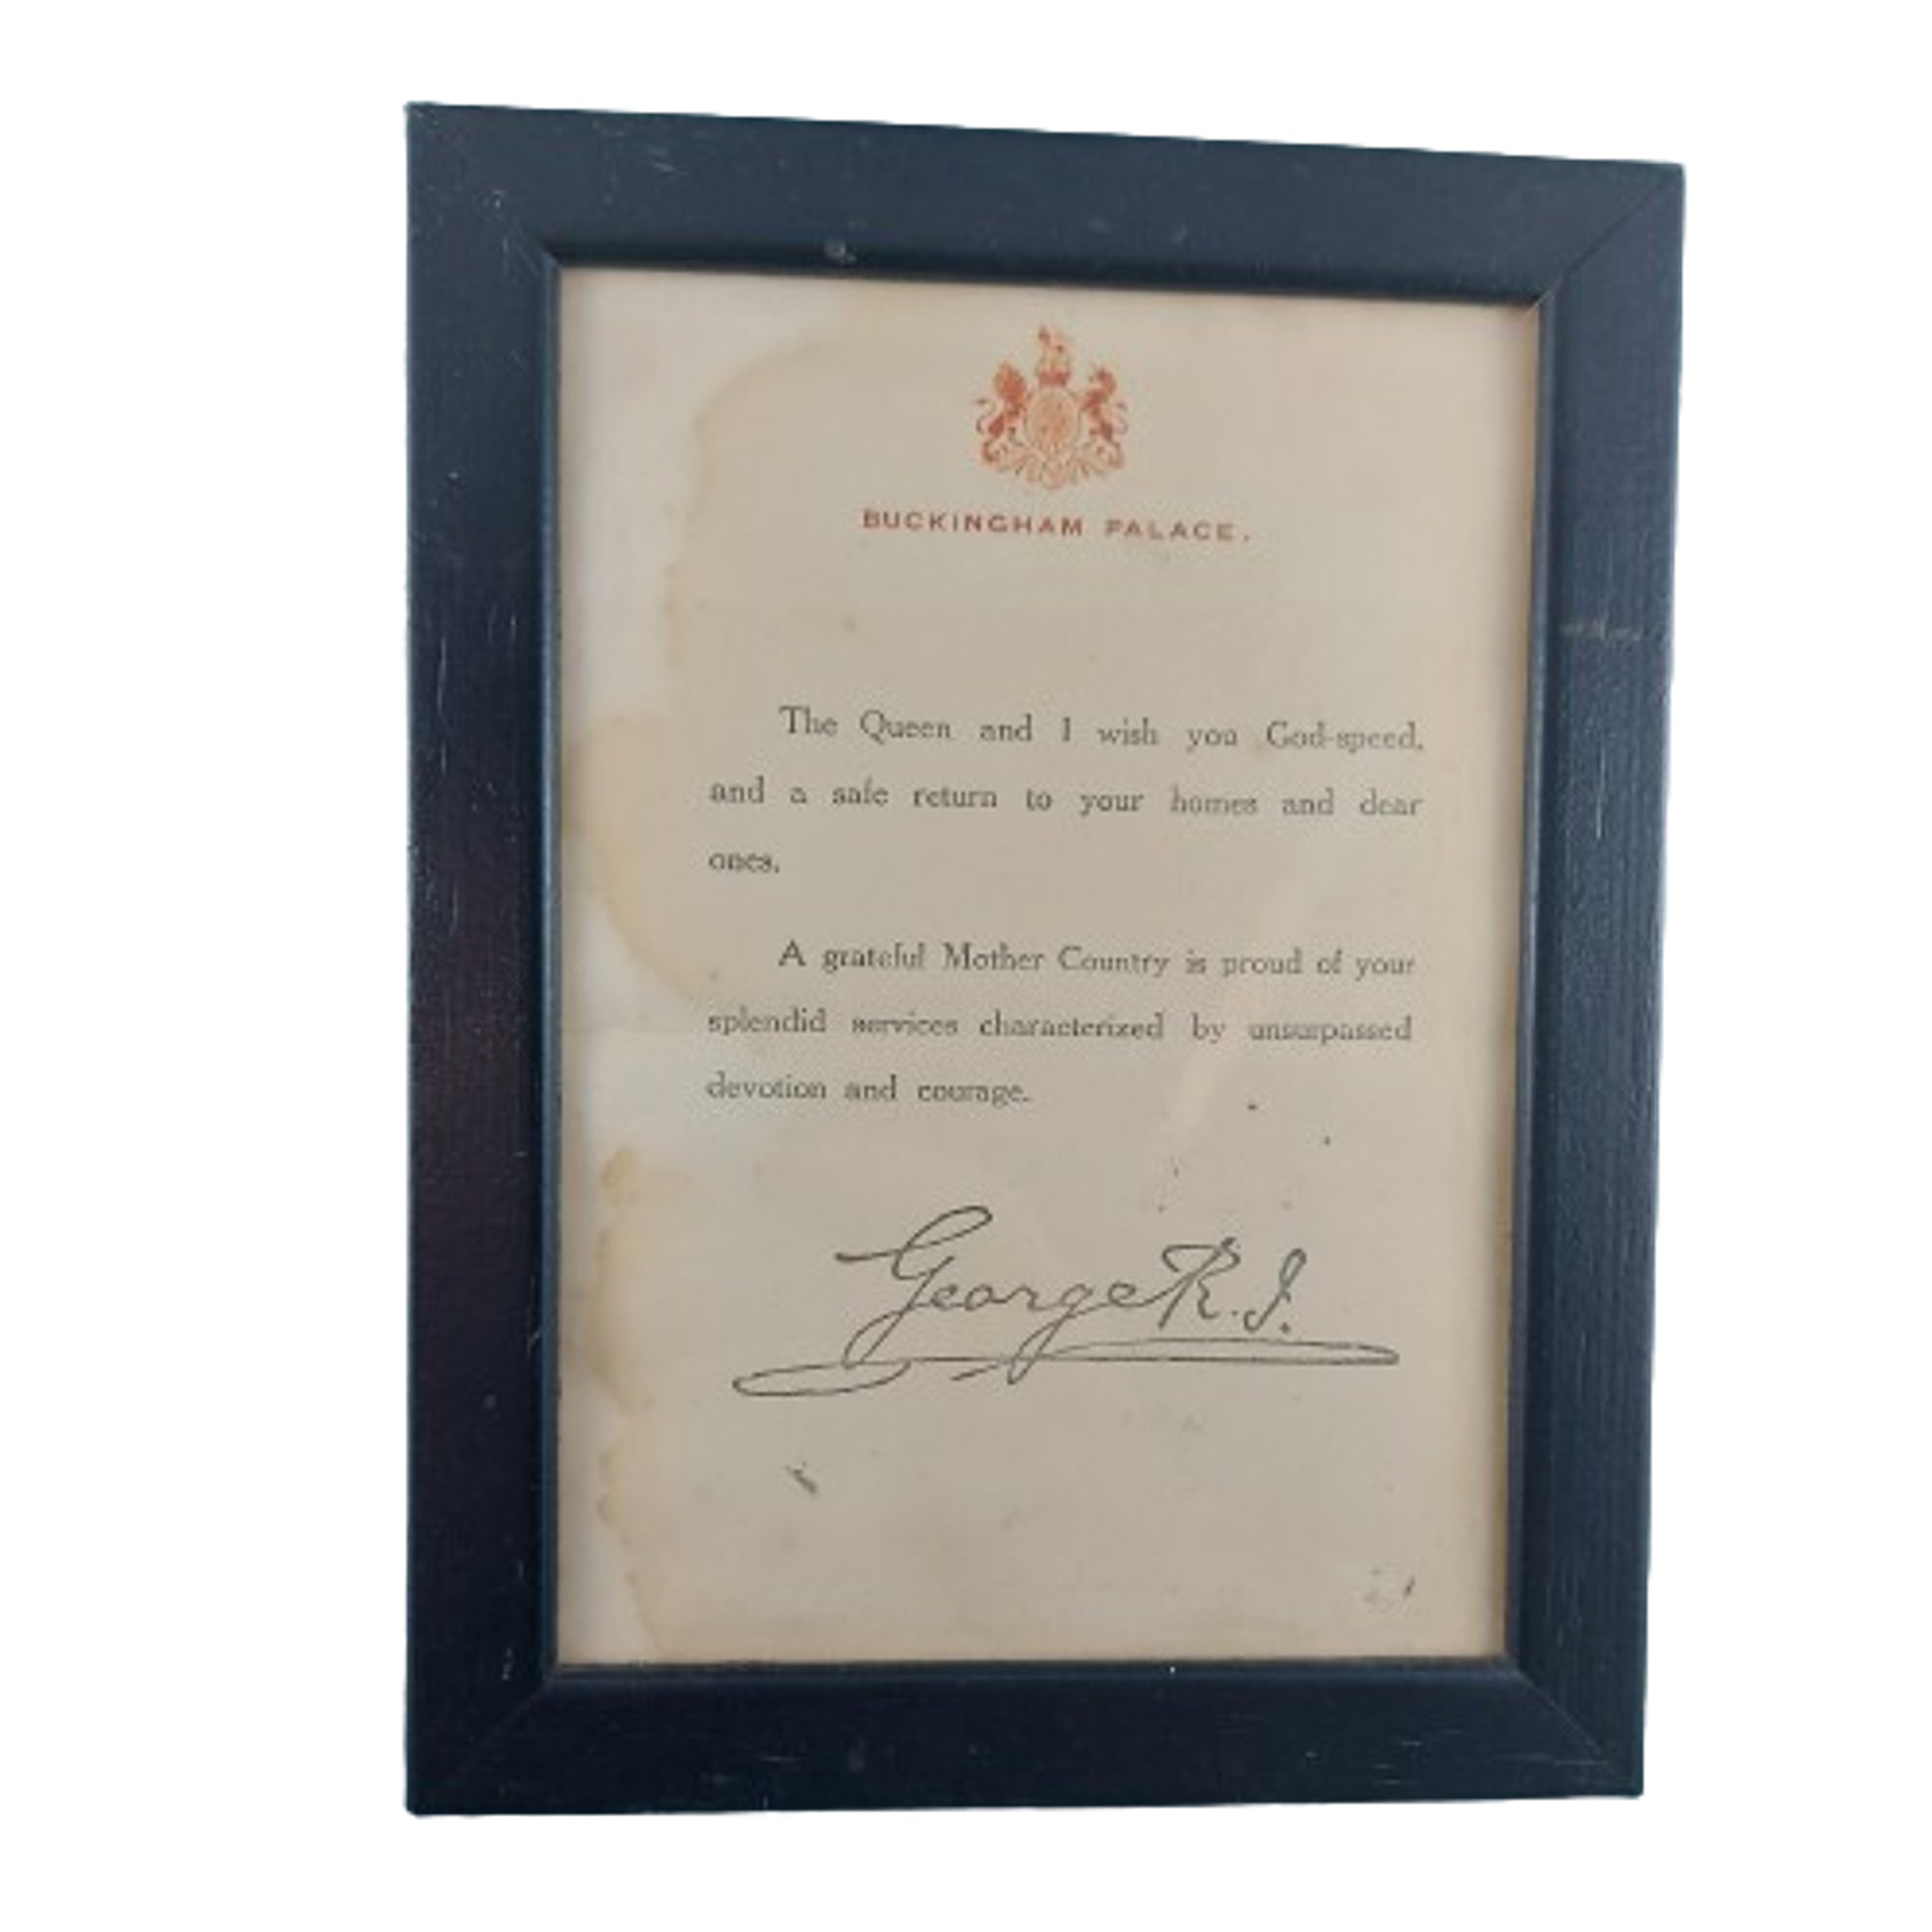 BUCKINGHAM PALACE.
The Queen and I wish you God-speed,
and a safe return to your homes and dear
ones.
A grateful Mother Country is proud of your
splendid services characterized by unsurpassed
devotion and courage.
George R.I.